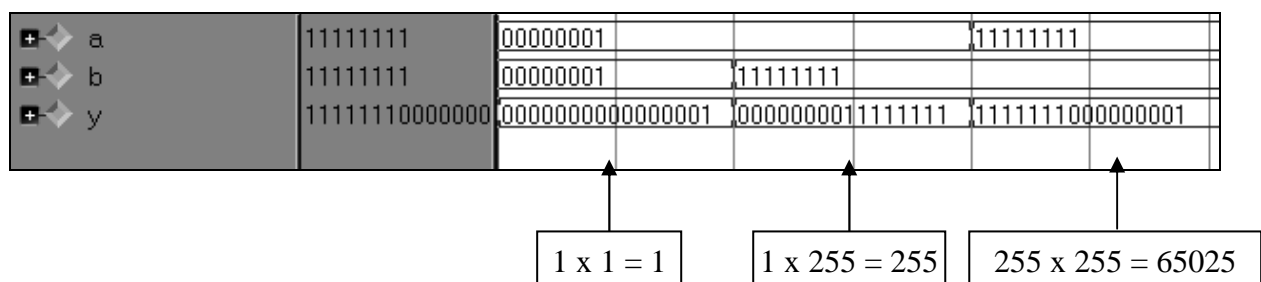 a 11111111 00000001 11111111
b 11111111 00000001 11111111
y 11111110000000 0000000000000001 0000000011111111 1111111000000001
1 x 1 = 1 1 x 255 = 255 255 x 255 = 65025